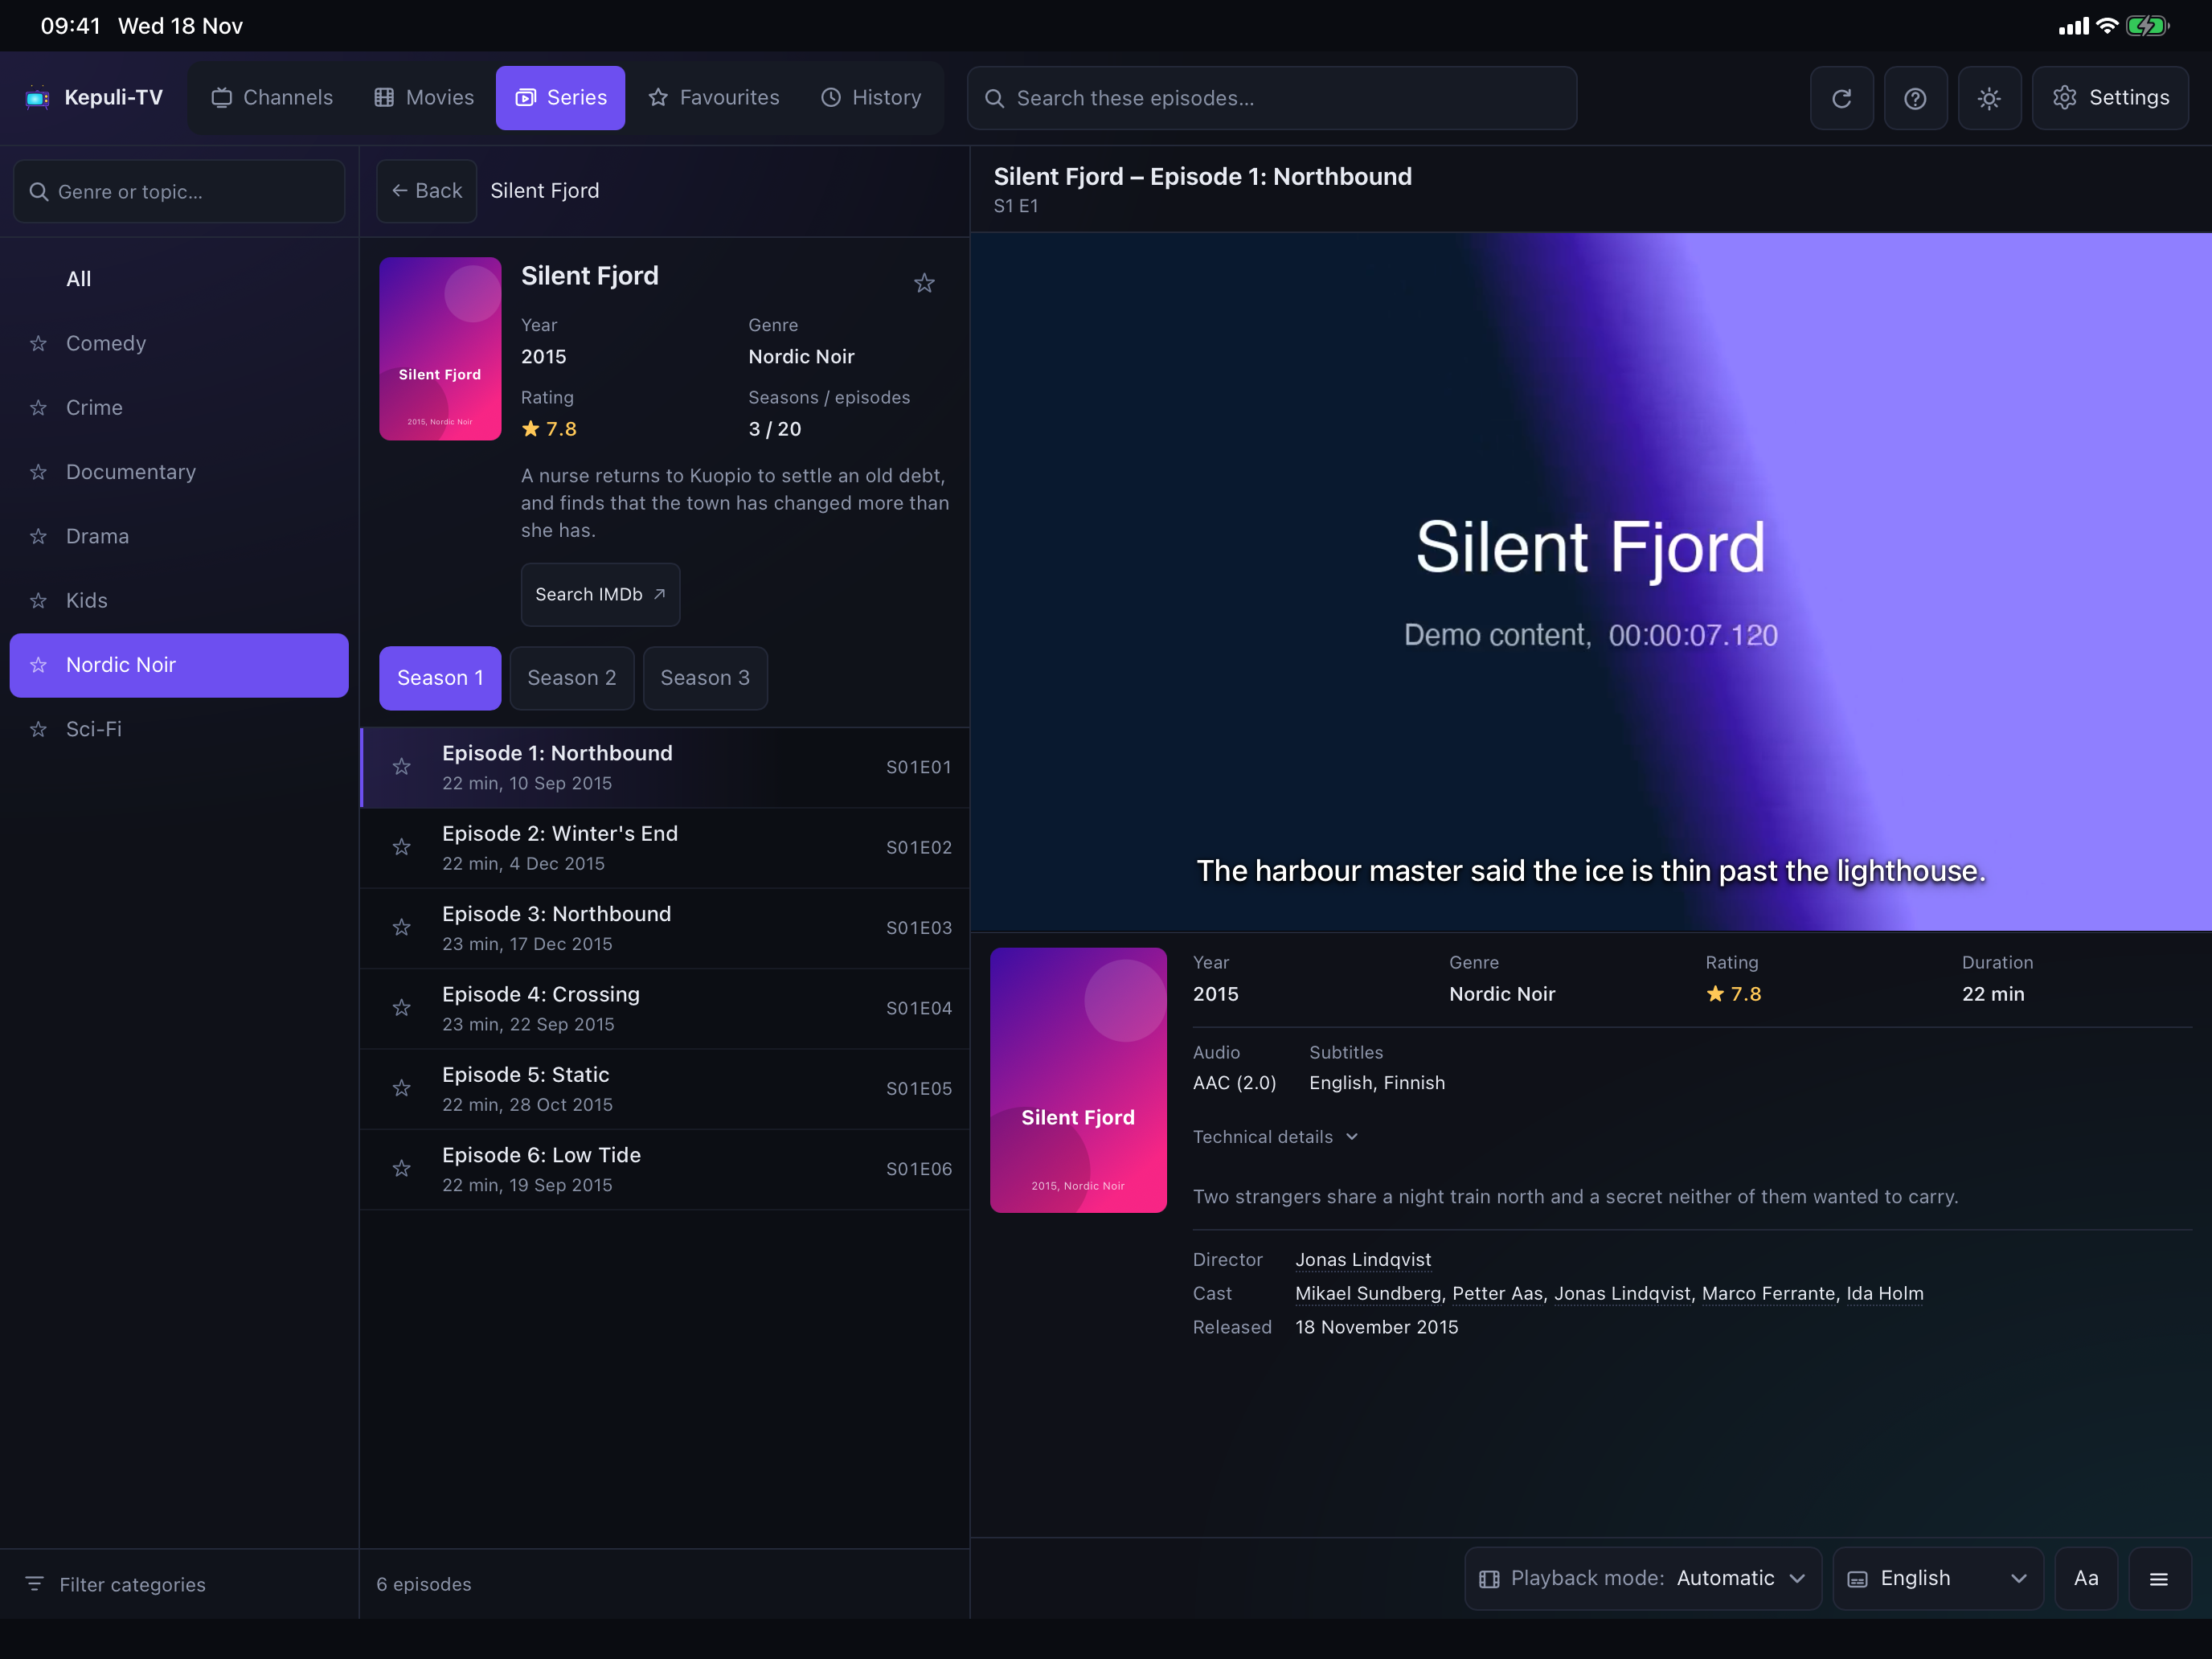 09:41 Wed 18 Nov
Kepuli-TV
Channels
Movies
Series
Favourites
History
Search these episodes...
Settings
Genre or topic...
All
Comedy
Crime
Documentary
Drama
Kids
Nordic Noir
Sci-Fi
Filter categories
← Back
Silent Fjord
Silent Fjord
2015, Nordic Noir
Silent Fjord
Year
2015
Genre
Nordic Noir
Rating
★ 7.8
Seasons / episodes
3 / 20
A nurse returns to Kuopio to settle an old debt,
and finds that the town has changed more than
she has.
Search IMDb ↗
Season 1
Season 2
Season 3
Episode 1: Northbound
22 min, 10 Sep 2015
S01E01
Episode 2: Winter's End
22 min, 4 Dec 2015
S01E02
Episode 3: Northbound
23 min, 17 Dec 2015
S01E03
Episode 4: Crossing
23 min, 22 Sep 2015
S01E04
Episode 5: Static
22 min, 28 Oct 2015
S01E05
Episode 6: Low Tide
22 min, 19 Sep 2015
S01E06
6 episodes
Silent Fjord – Episode 1: Northbound
S1 E1
Silent Fjord
Demo content, 00:00:07.120
The harbour master said the ice is thin past the lighthouse.
Silent Fjord
2015, Nordic Noir
Year
2015
Genre
Nordic Noir
Rating
★ 7.8
Duration
22 min
Audio
AAC (2.0)
Subtitles
English, Finnish
Technical details
Two strangers share a night train north and a secret neither of them wanted to carry.
Director Jonas Lindqvist
Cast Mikael Sundberg, Petter Aas, Jonas Lindqvist, Marco Ferrante, Ida Holm
Released 18 November 2015
Playback mode: Automatic
English
Aa